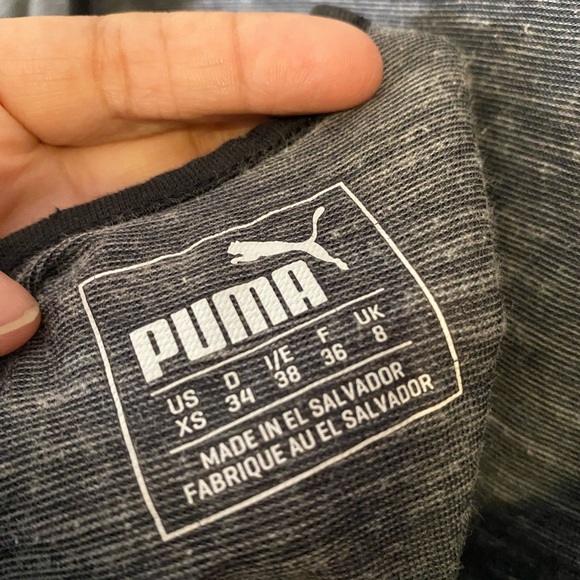 PUMA
US D I/E F UK
XS 34 38 36 8
MADE IN EL SALVADOR
FABRIQUE AU EL SALVADOR